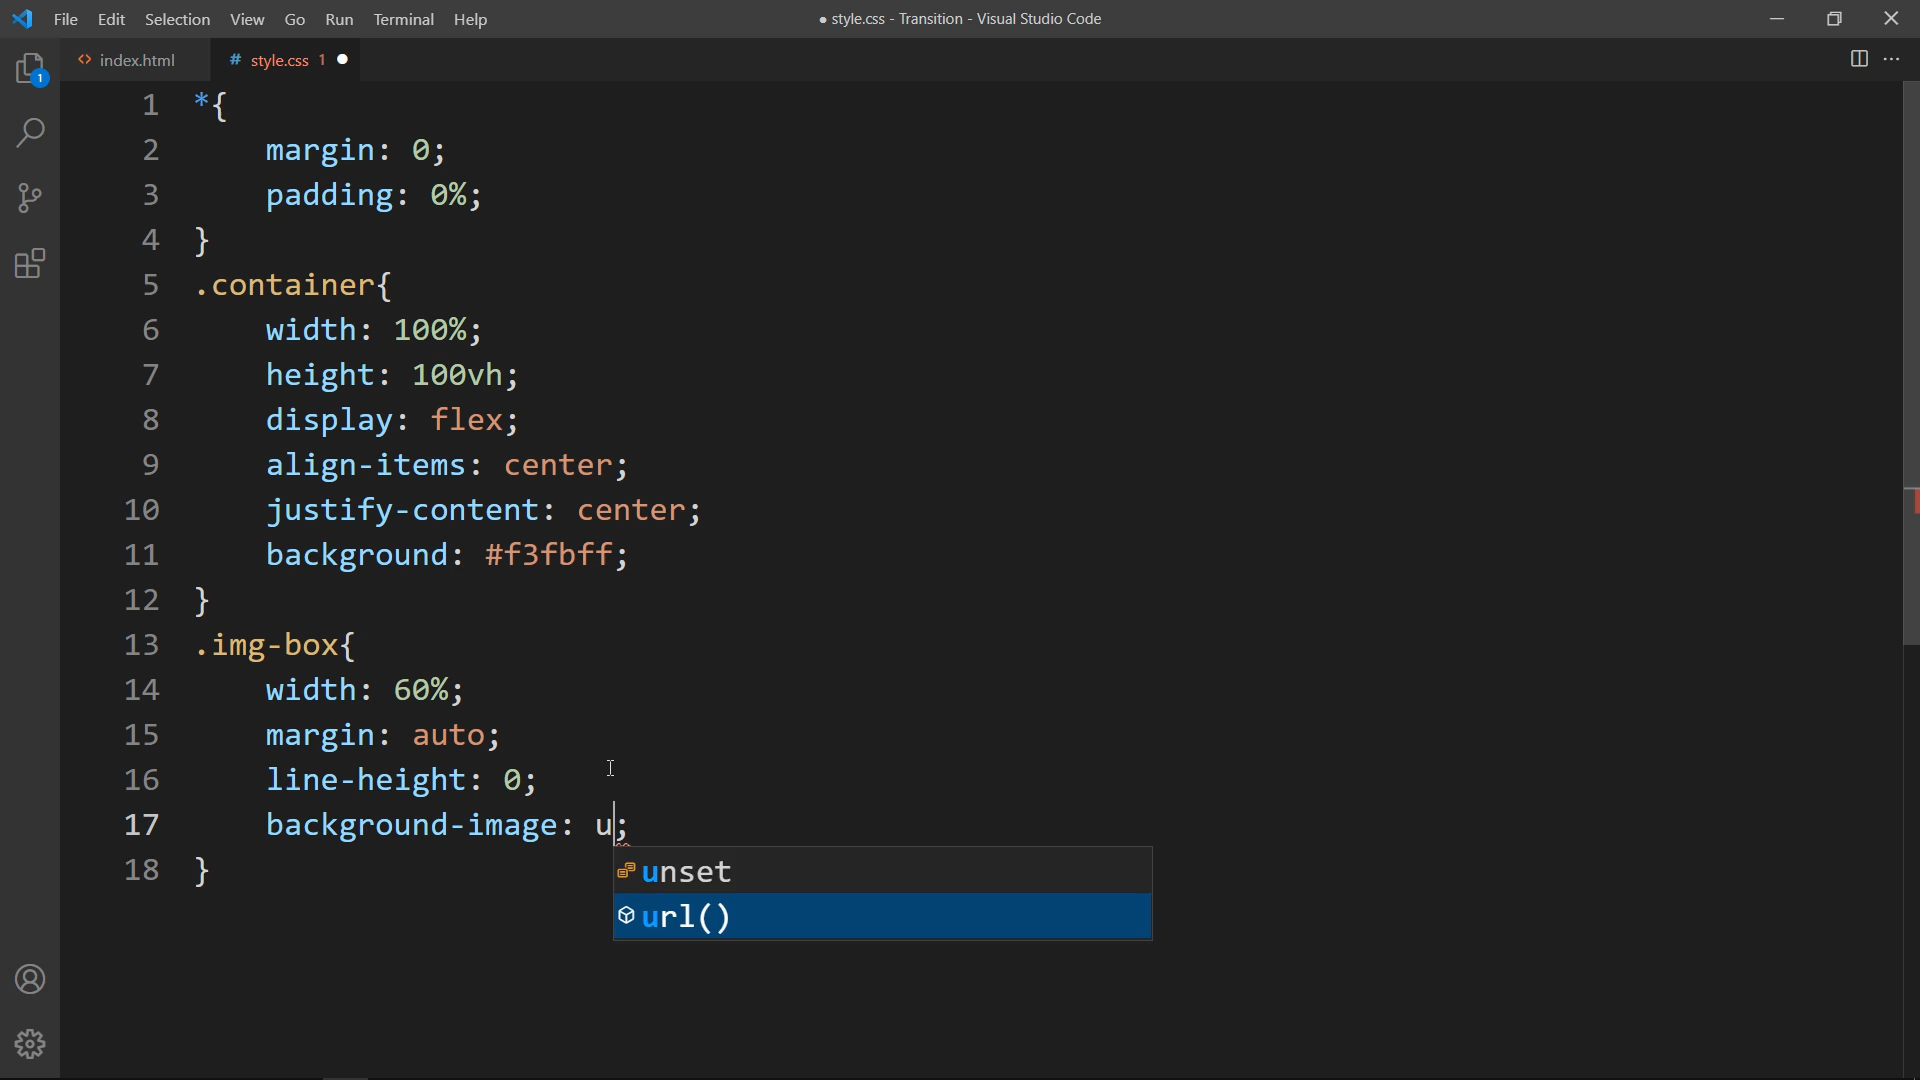 File Edit Selection View Go Run Terminal Help
● style.css - Transition - Visual Studio Code
<> index.html
# style.css 1 ●
1
1 *{
2     margin: 0;
3     padding: 0%;
4 }
5 .container{
6     width: 100%;
7     height: 100vh;
8     display: flex;
9     align-items: center;
10     justify-content: center;
11     background: #f3fbff;
12 }
13 .img-box{
14     width: 60%;
15     margin: auto;
16     line-height: 0;
17     background-image: u;
unset
url()
18 }